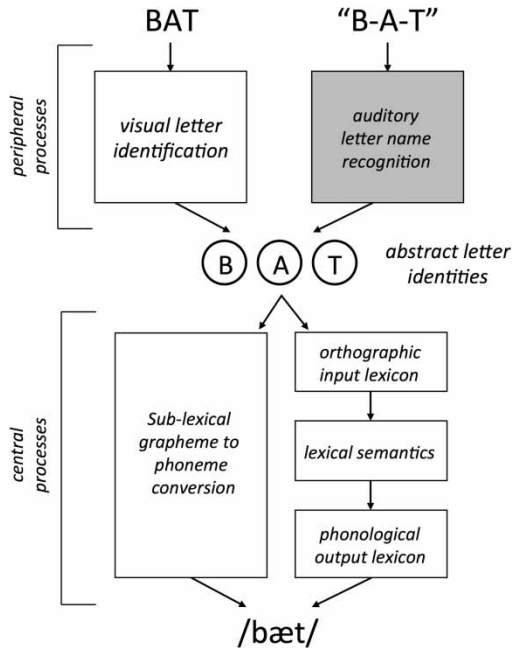 BAT
"B-A-T"
peripheral
processes
visual letter
identification
auditory
letter name
recognition
B A T
abstract letter
identities
central
processes
Sub-lexical
grapheme to
phoneme
conversion
orthographic
input lexicon
lexical semantics
phonological
output lexicon
/bæt/